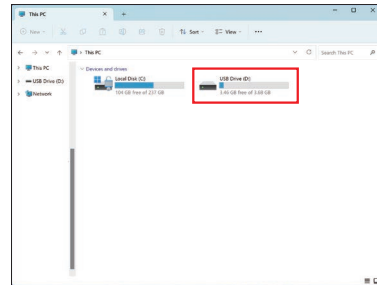 This PC
New
Sort
View
This PC
Search This PC
This PC
USB Drive (D:)
Network
Devices and drives
Local Disk (C:)
104 GB free of 237 GB
USB Drive (D:)
3.46 GB free of 3.68 GB